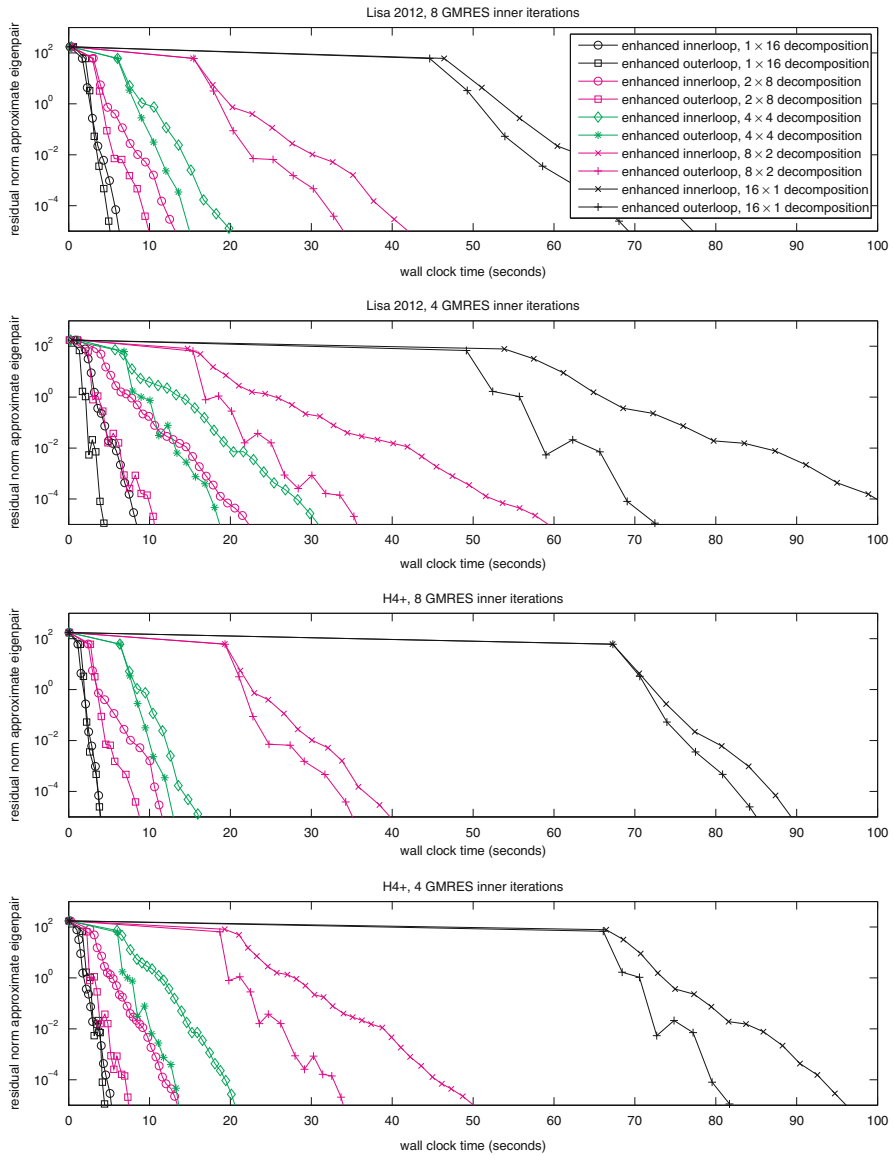 Lisa 2012, 8 GMRES inner iterations
residual norm approximate eigenpair
10^2
10^0
10^-2
10^-4
enhanced innerloop, 1 × 16 decomposition
enhanced outerloop, 1 × 16 decomposition
enhanced innerloop, 2 × 8 decomposition
enhanced outerloop, 2 × 8 decomposition
enhanced innerloop, 4 × 4 decomposition
enhanced outerloop, 4 × 4 decomposition
enhanced innerloop, 8 × 2 decomposition
enhanced outerloop, 8 × 2 decomposition
enhanced innerloop, 16 × 1 decomposition
enhanced outerloop, 16 × 1 decomposition
0 10 20 30 40 50 60 70 80 90 100
wall clock time (seconds)
Lisa 2012, 4 GMRES inner iterations
residual norm approximate eigenpair
10^2
10^0
10^-2
10^-4
0 10 20 30 40 50 60 70 80 90 100
wall clock time (seconds)
H4+, 8 GMRES inner iterations
residual norm approximate eigenpair
10^2
10^0
10^-2
10^-4
0 10 20 30 40 50 60 70 80 90 100
wall clock time (seconds)
H4+, 4 GMRES inner iterations
residual norm approximate eigenpair
10^2
10^0
10^-2
10^-4
0 10 20 30 40 50 60 70 80 90 100
wall clock time (seconds)